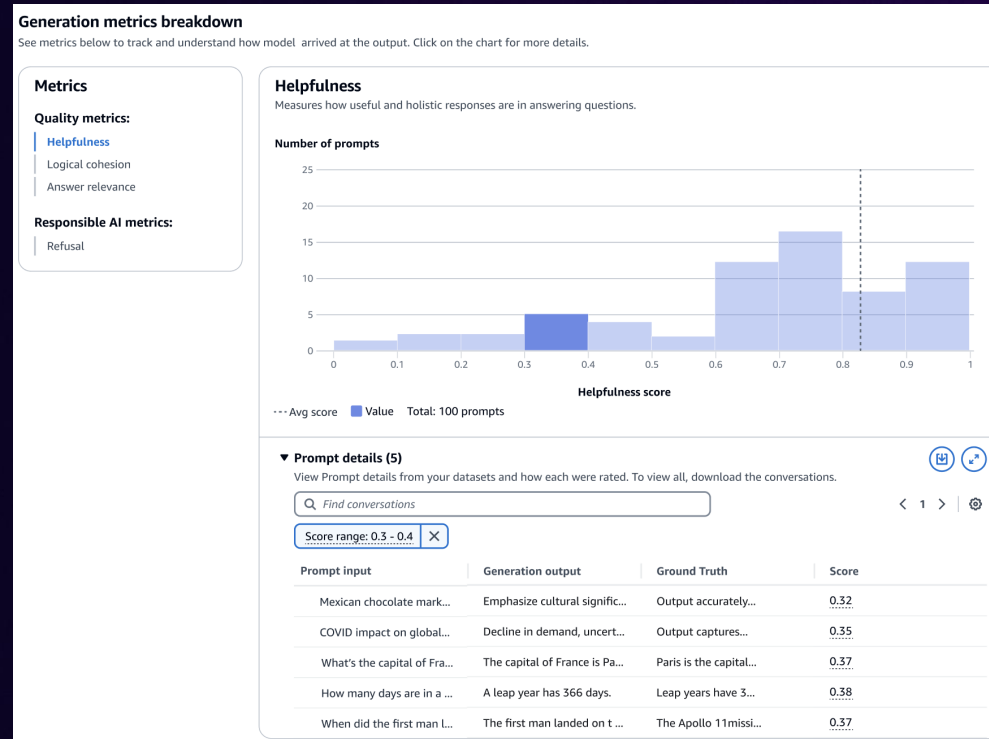 Generation metrics breakdown
See metrics below to track and understand how model arrived at the output. Click on the chart for more details.
Metrics
Quality metrics:
Helpfulness
Logical cohesion
Answer relevance
Responsible AI metrics:
Refusal
Helpfulness
Measures how useful and holistic responses are in answering questions.
Number of prompts
25
20
15
10
5
0
0 0.1 0.2 0.3 0.4 0.5 0.6 0.7 0.8 0.9 1
Helpfulness score
Avg score Value Total: 100 prompts
Prompt details (5)
View Prompt details from your datasets and how each were rated. To view all, download the conversations.
Find conversations
1
Score range: 0.3 - 0.4
Prompt input Generation output Ground Truth Score
Mexican chocolate mark... Emphasize cultural signific... Output accurately... 0.32
COVID impact on global... Decline in demand, uncert... Output captures... 0.35
What's the capital of Fra... The capital of France is Pa... Paris is the capital... 0.37
How many days are in a ... A leap year has 366 days. Leap years have 3... 0.38
When did the first man l... The first man landed on t ... The Apollo 11missi... 0.37